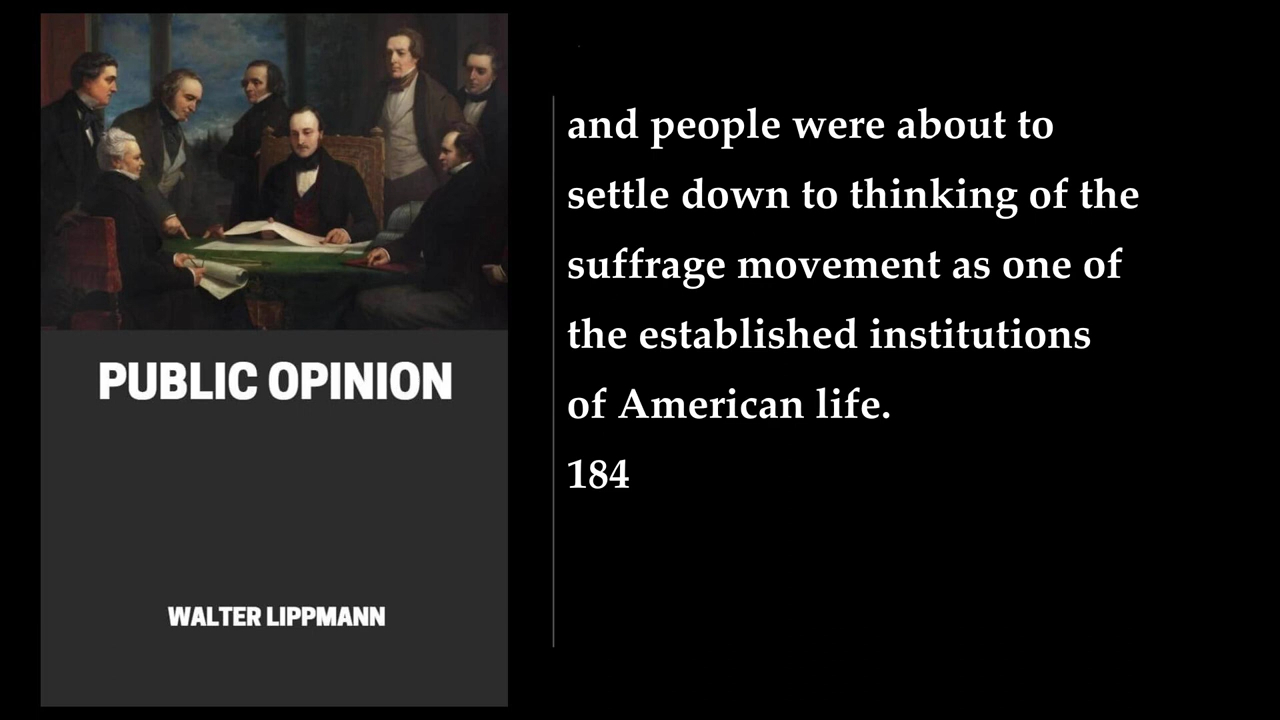 PUBLIC OPINION
WALTER LIPPMANN
and people were about to
settle down to thinking of the
suffrage movement as one of
the established institutions
of American life.
184